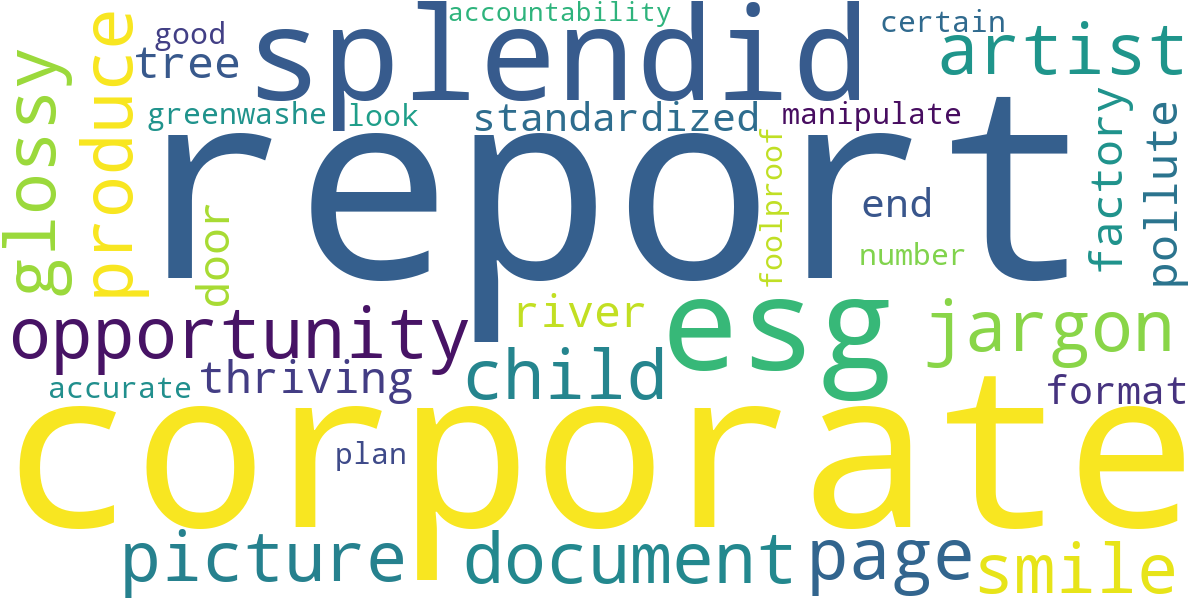 accountability
splendid
certain
good
artist
tree
glossy
produce
greenwashe
look
standardized
manipulate
report
factory
pollute
foolproof
end
door
number
river
opportunity
esg
jargon
child
thriving
accurate
format
corporate
plan
picture
document
page
smile